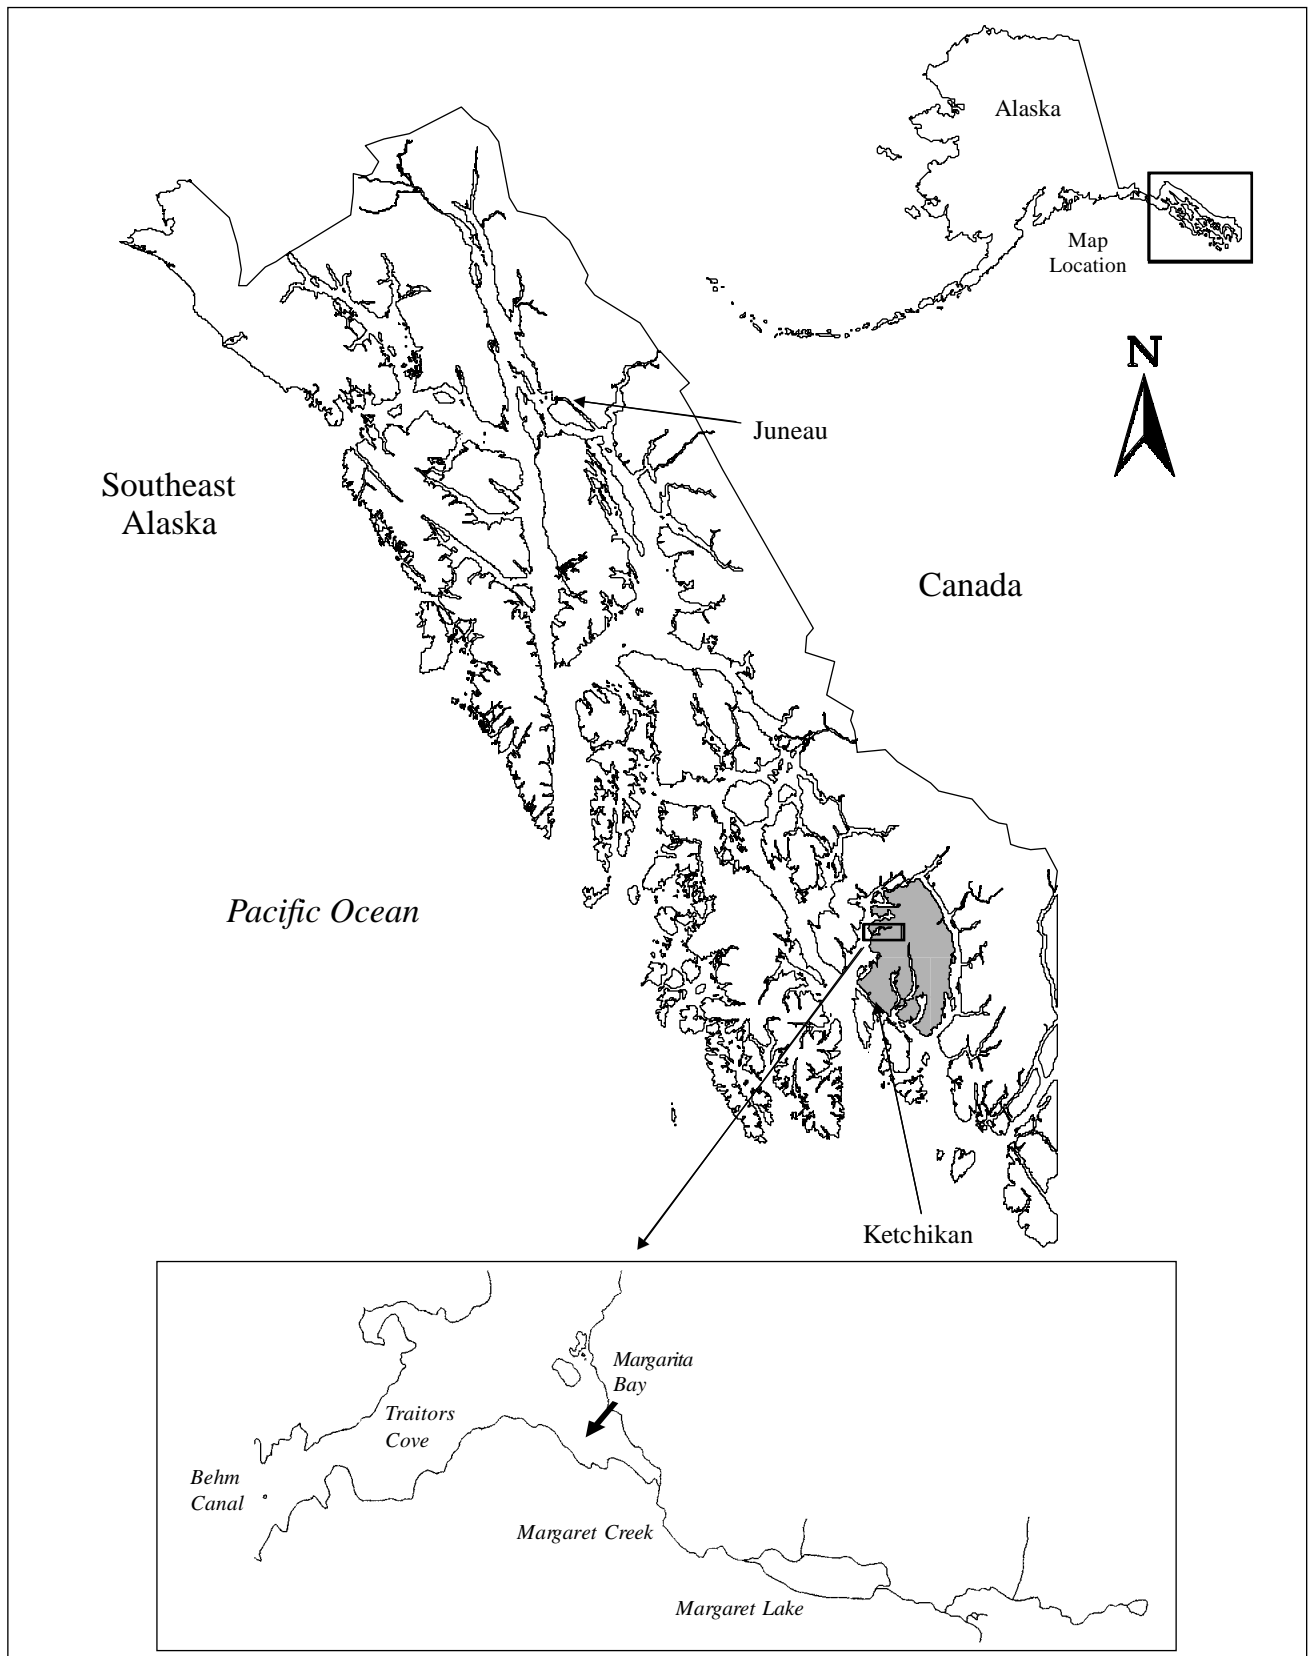 Alaska
Map
Location
N
Juneau
Southeast
Alaska
Canada
Pacific Ocean
Ketchikan
Margarita
Bay
Traitors
Cove
Behm
Canal
Margaret Creek
Margaret Lake